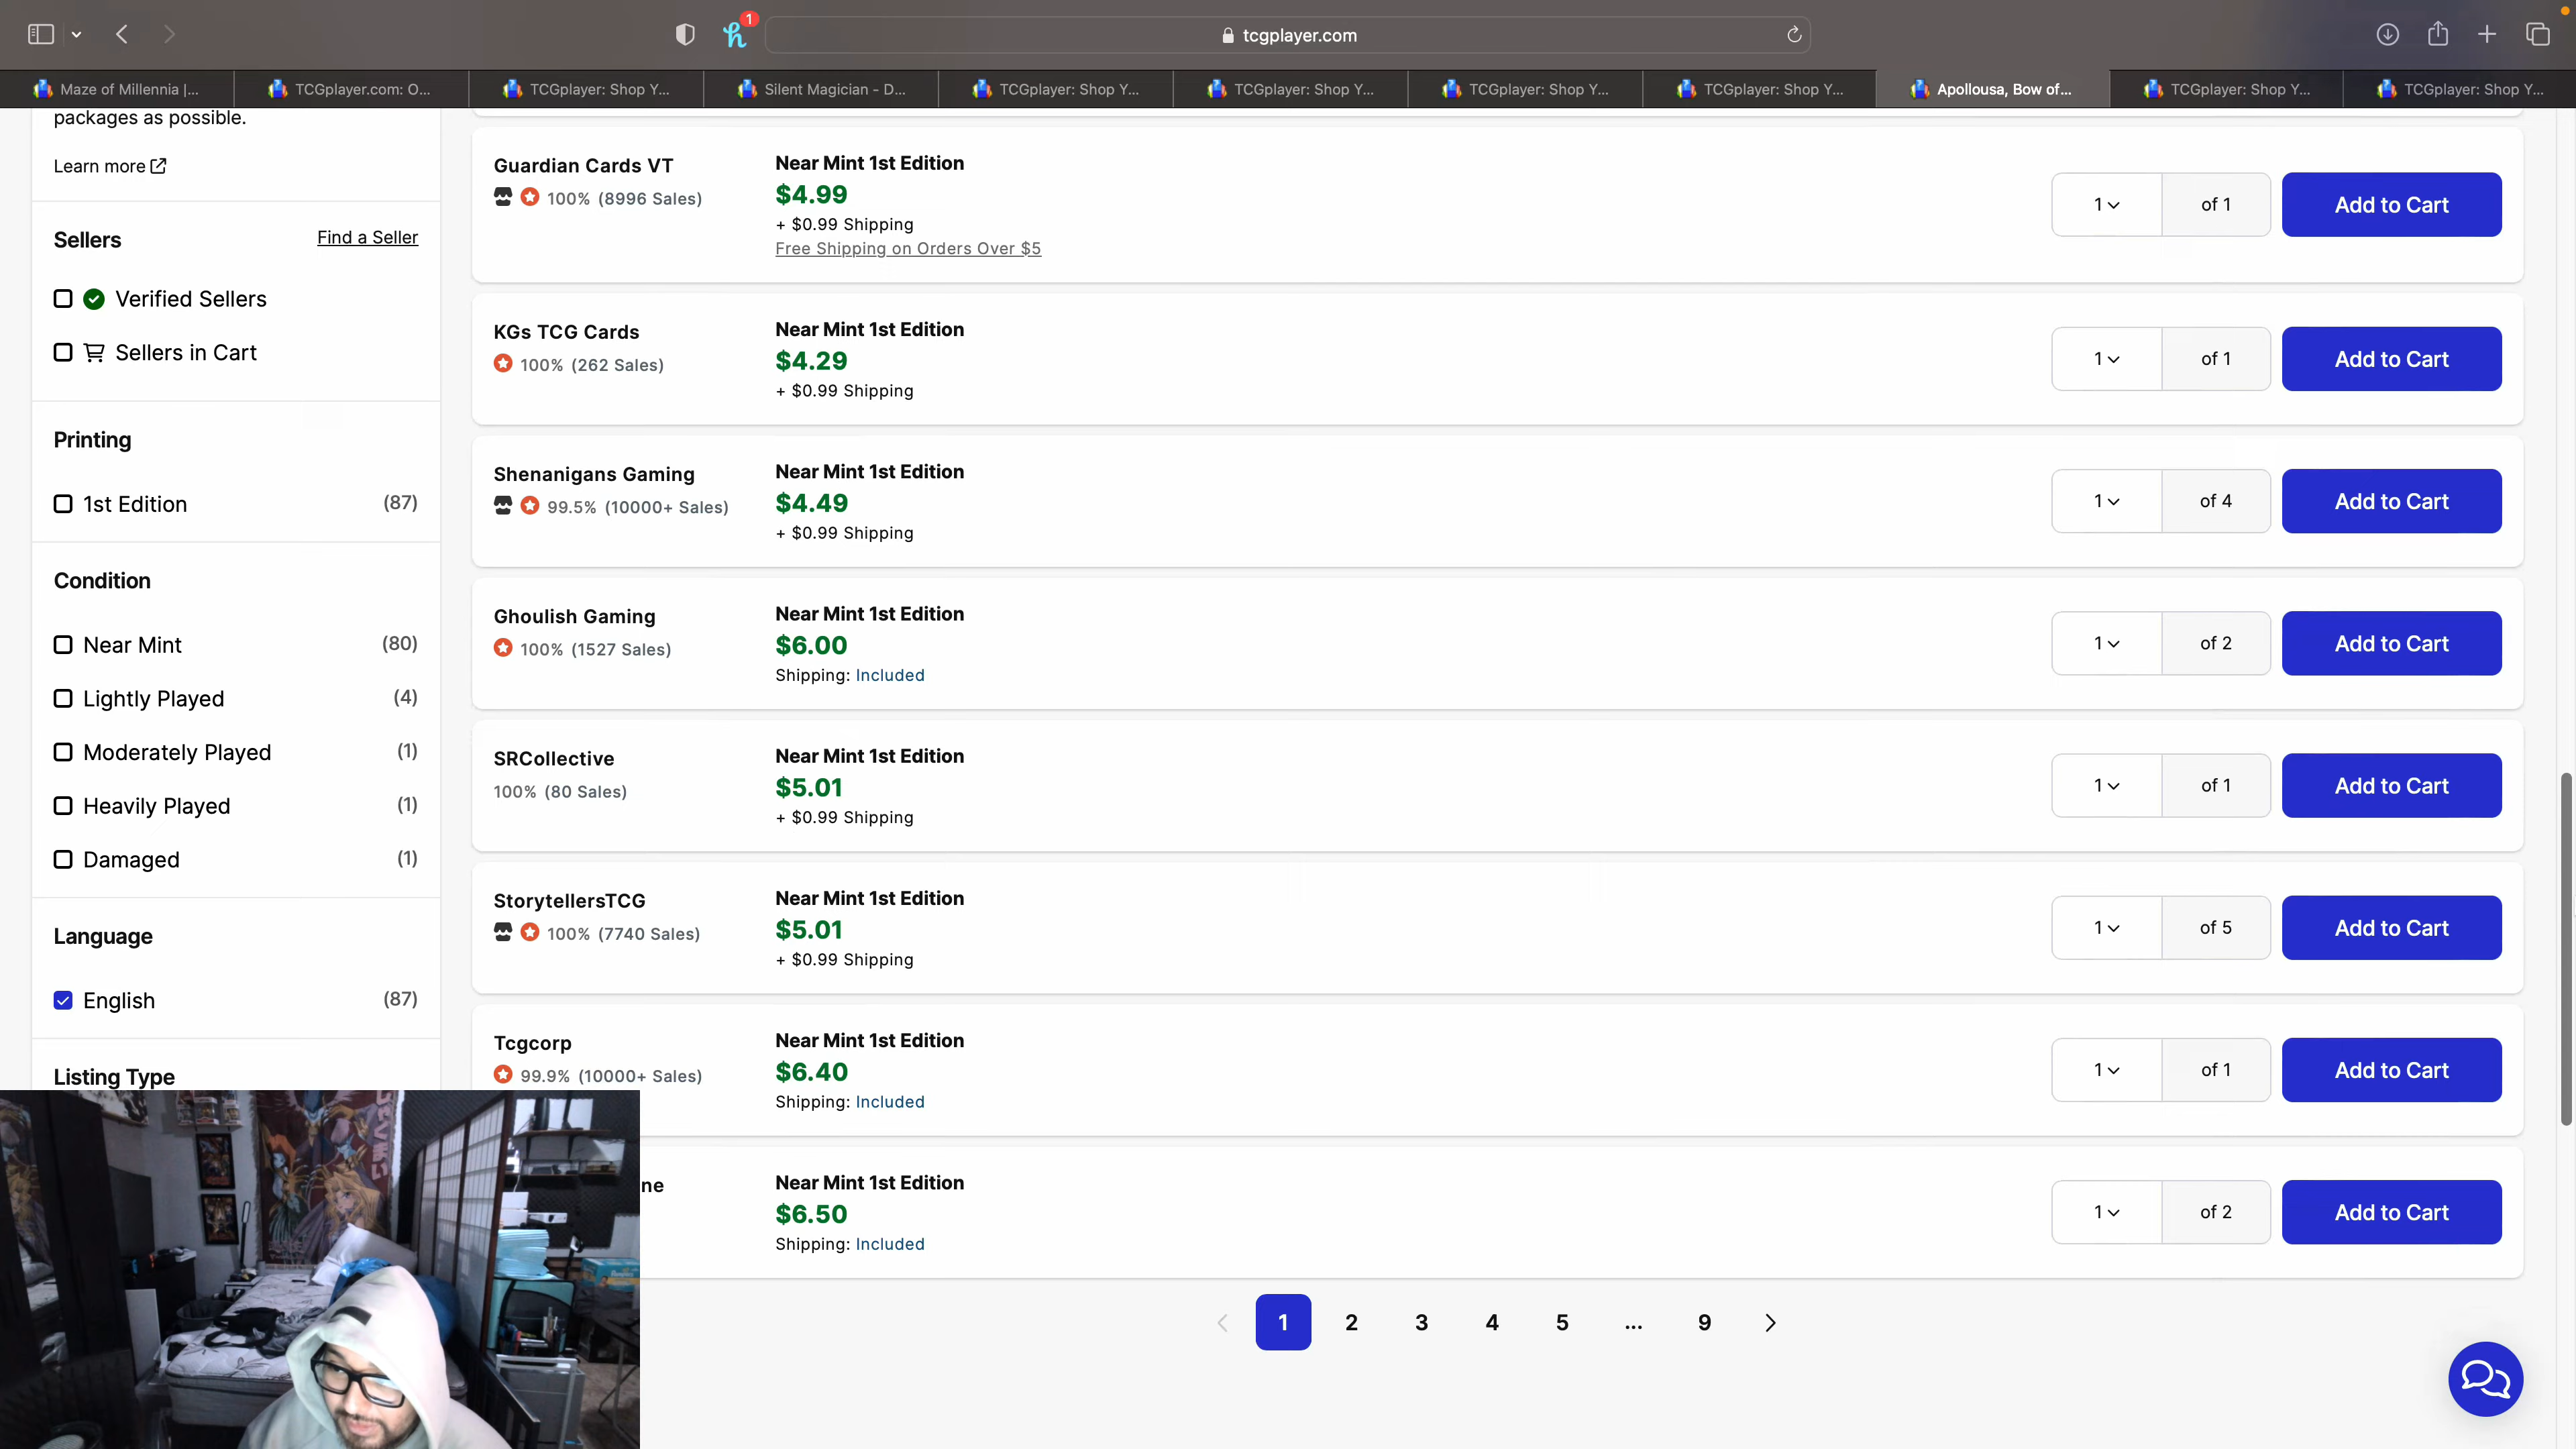 1
tcgplayer.com
Maze of Millennia |...
TCGplayer.com: O...
TCGplayer: Shop Y...
Silent Magician - D...
TCGplayer: Shop Y...
TCGplayer: Shop Y...
TCGplayer: Shop Y...
TCGplayer: Shop Y...
Apollousa, Bow of...
TCGplayer: Shop Y...
TCGplayer: Shop Y...
packages as possible.
Learn more
Sellers
Find a Seller
Verified Sellers
Sellers in Cart
Printing
1st Edition (87)
Condition
Near Mint (80)
Lightly Played (4)
Moderately Played (1)
Heavily Played (1)
Damaged (1)
Language
English (87)
Listing Type
Guardian Cards VT
100% (8996 Sales)
Near Mint 1st Edition
$4.99
+ $0.99 Shipping
Free Shipping on Orders Over $5
1 of 1
Add to Cart
KGs TCG Cards
100% (262 Sales)
Near Mint 1st Edition
$4.29
+ $0.99 Shipping
1 of 1
Add to Cart
Shenanigans Gaming
99.5% (10000+ Sales)
Near Mint 1st Edition
$4.49
+ $0.99 Shipping
1 of 4
Add to Cart
Ghoulish Gaming
100% (1527 Sales)
Near Mint 1st Edition
$6.00
Shipping: Included
1 of 2
Add to Cart
SRCollective
100% (80 Sales)
Near Mint 1st Edition
$5.01
+ $0.99 Shipping
1 of 1
Add to Cart
StorytellersTCG
100% (7740 Sales)
Near Mint 1st Edition
$5.01
+ $0.99 Shipping
1 of 5
Add to Cart
Tcgcorp
99.9% (10000+ Sales)
Near Mint 1st Edition
$6.40
Shipping: Included
1 of 1
Add to Cart
ne
Near Mint 1st Edition
$6.50
Shipping: Included
1 of 2
Add to Cart
1 2 3 4 5 ... 9